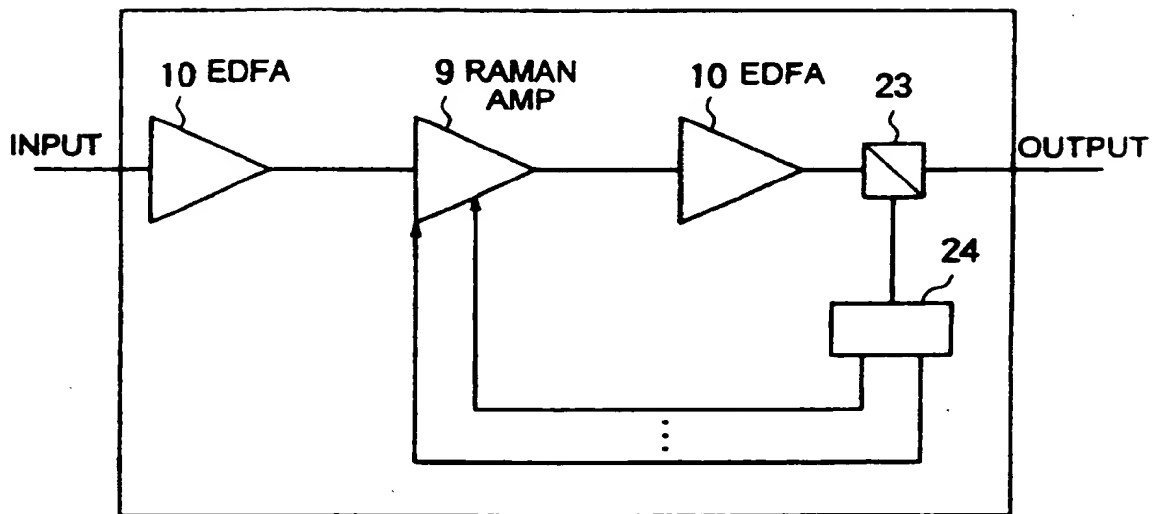 10 EDFA
9 RAMAN
AMP
10 EDFA
23
INPUT
OUTPUT
24